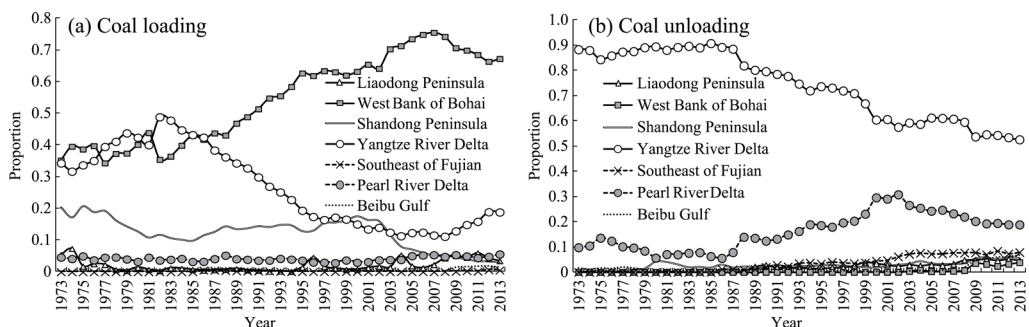 (a) Coal loading
Proportion
0.8
0.7
0.6
0.5
0.4
0.3
0.2
0.1
0
Liaodong Peninsula
West Bank of Bohai
Shandong Peninsula
Yangtze River Delta
Southeast of Fujian
Pearl River Delta
Beibu Gulf
1973 1975 1977 1979 1981 1983 1985 1987 1989 1991 1993 1995 1997 1999 2001 2003 2005 2007 2009 2011 2013
Year
(b) Coal unloading
Proportion
1.0
0.9
0.8
0.7
0.6
0.5
0.4
0.3
0.2
0.1
0
Liaodong Peninsula
West Bank of Bohai
Shandong Peninsula
Yangtze River Delta
Southeast of Fujian
Pearl River Delta
Beibu Gulf
1973 1975 1977 1979 1981 1983 1985 1987 1989 1991 1993 1995 1997 1999 2001 2003 2005 2007 2009 2011 2013
Year